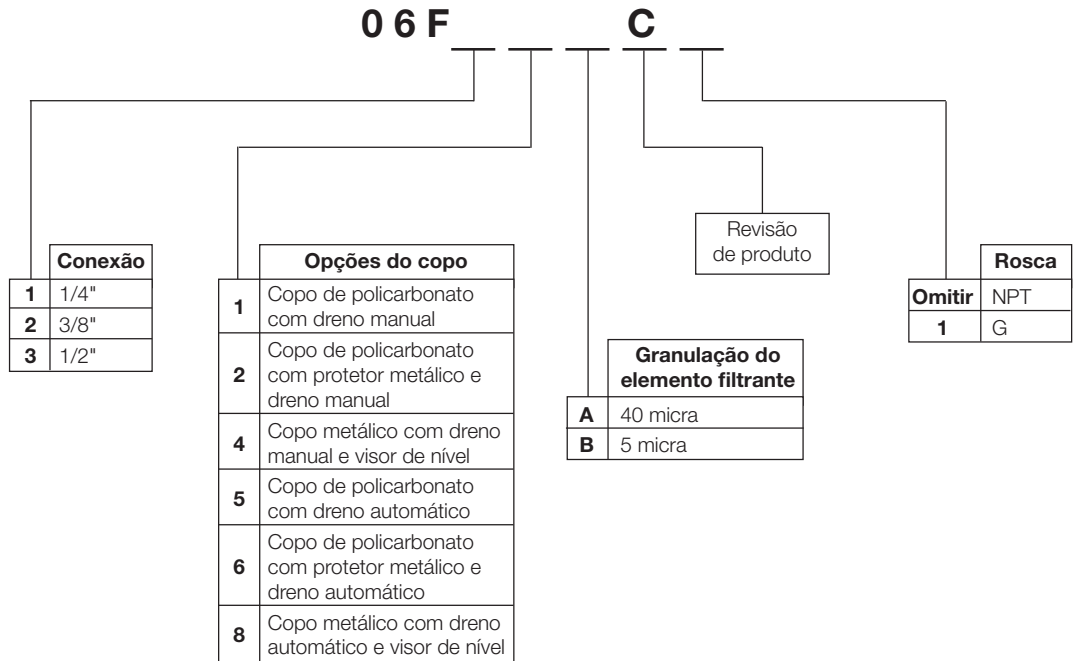 06F C
Revisão
de produto
Conexão
1 1/4"
2 3/8"
3 1/2"
Opções do copo
1 Copo de policarbonato
com dreno manual
2 Copo de policarbonato
com protetor metálico e
dreno manual
4 Copo metálico com dreno
manual e visor de nível
5 Copo de policarbonato
com dreno automático
6 Copo de policarbonato
com protetor metálico e
dreno automático
8 Copo metálico com dreno
automático e visor de nível
Granulação do
elemento filtrante
A 40 micra
B 5 micra
Rosca
Omitir NPT
1 G